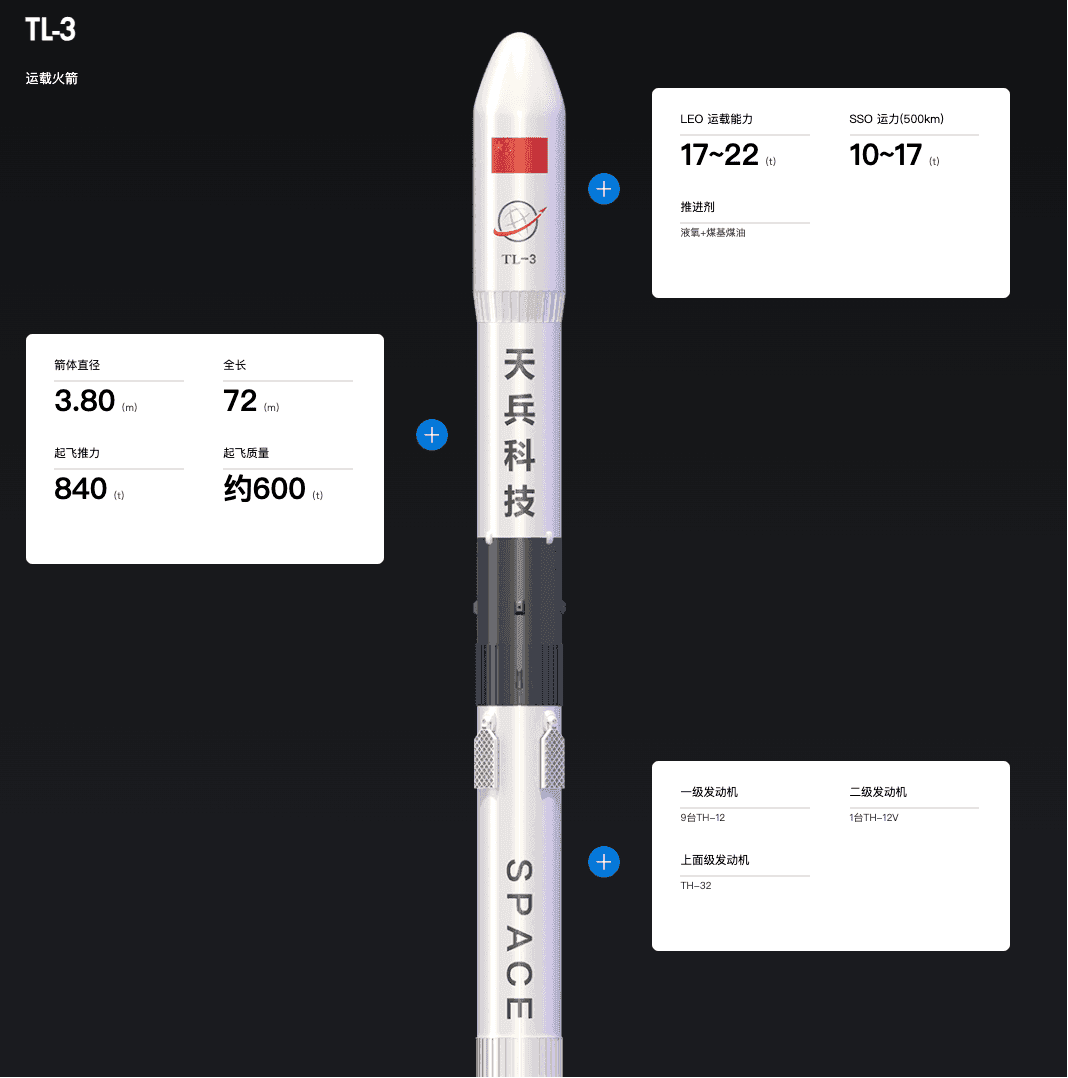 TL-3
运载火箭
LEO 运载能力
17~22 (t)
SSO 运力(500km)
10~17 (t)
推进剂
液氧+煤基煤油
TL-3
箭体直径
3.80 (m)
全长
72 (m)
起飞推力
840 (t)
起飞质量
约600 (t)
天兵科技
一级发动机
9台TH-12
二级发动机
1台TH-12V
上面级发动机
TH-32
SPACE